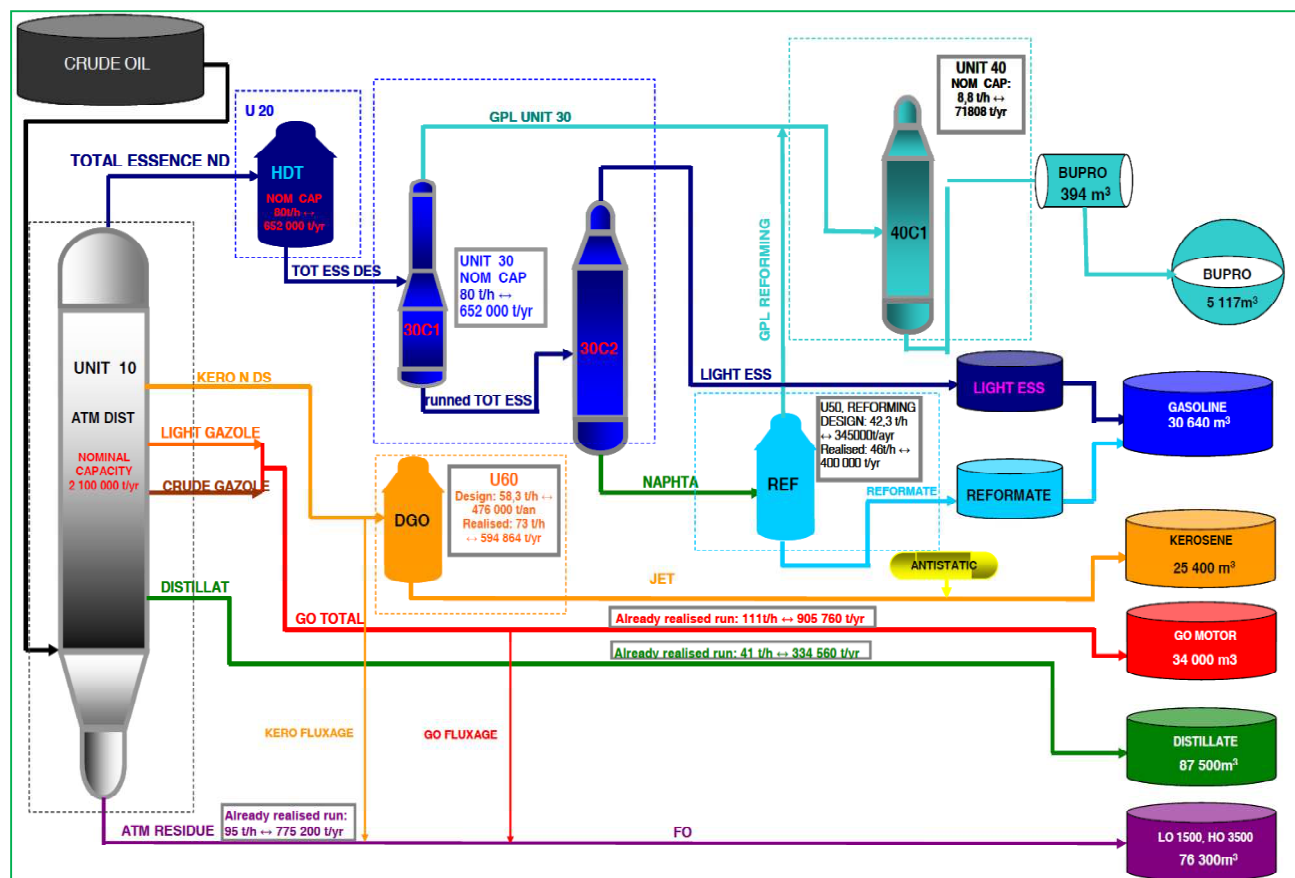 CRUDE OIL
U 20
TOTAL ESSENCE ND
HDT
NOM CAP
80t/h ↔
652 000 t/yr
TOT ESS DES
GPL UNIT 30
UNIT 40
NOM CAP:
8,8 t/h ↔
71808 t/yr
40C1
BUPRO
394 m³
BUPRO
5 117m³
UNIT 30
NOM CAP
80 t/h ↔
652 000 t/yr
30C1
30C2
runned TOT ESS
GPL REFORMING
LIGHT ESS
LIGHT ESS
GASOLINE
30 640 m³
UNIT 10
ATM DIST
NOMINAL
CAPACITY
2 100 000 t/yr
KERO N DS
LIGHT GAZOLE
CRUDE GAZOLE
DISTILLAT
U50, REFORMING
DESIGN: 42,3 t/h
↔ 345000t/ayr
Realised: 46t/h ↔
400 000 t/yr
REF
NAPHTA
REFORMATE
REFORMATE
U60
Design: 58,3 t/h ↔
476 000 t/an
Realised: 73 t/h
↔ 594 864 t/yr
DGO
JET
ANTISTATIC
KEROSENE
25 400 m³
GO TOTAL
Already realised run: 111t/h ↔ 905 760 t/yr
GO MOTOR
34 000 m3
Already realised run: 41 t/h ↔ 334 560 t/yr
KERO FLUXAGE
GO FLUXAGE
DISTILLATE
87 500m³
ATM RESIDUE
Already realised run:
95 t/h ↔ 775 200 t/yr
FO
LO 1500, HO 3500
76 300m³